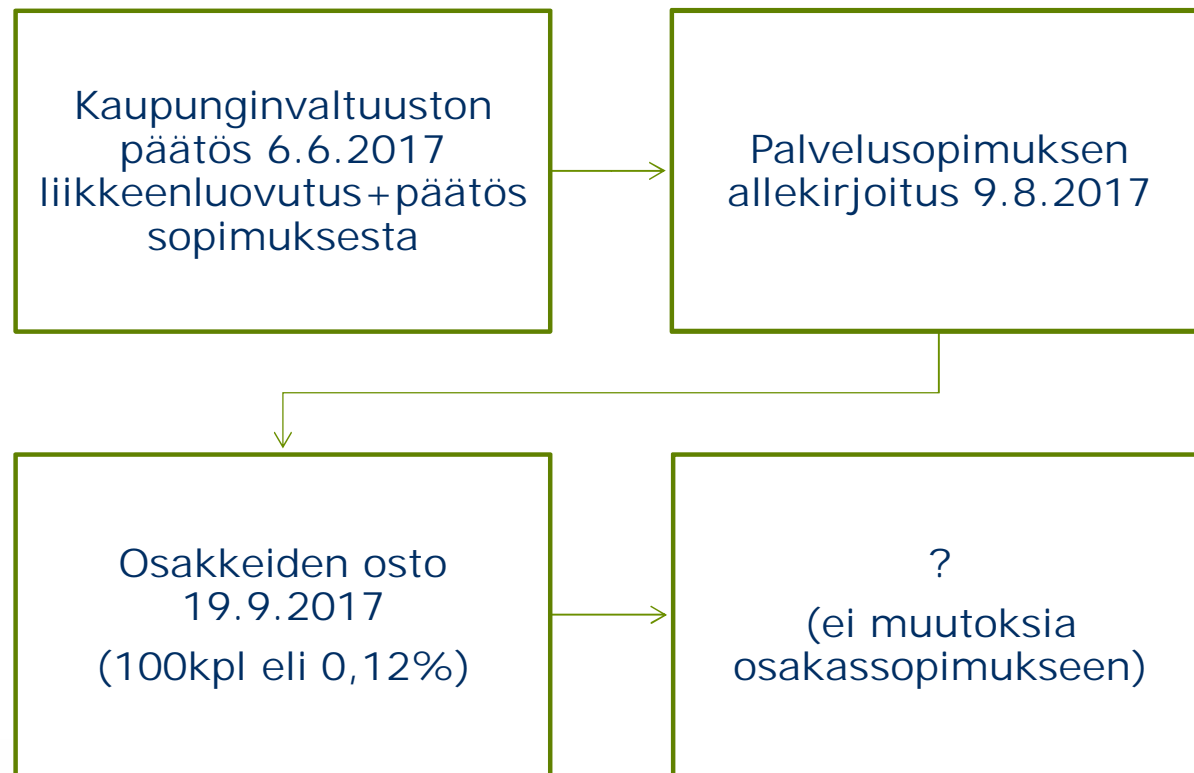 Kaupunginvaltuuston
päätös 6.6.2017
liikkeenluovutus+päätös
sopimuksesta
Palvelusopimuksen
allekirjoitus 9.8.2017
Osakkeiden osto
19.9.2017
(100kpl eli 0,12%)
?
(ei muutoksia
osakassopimukseen)